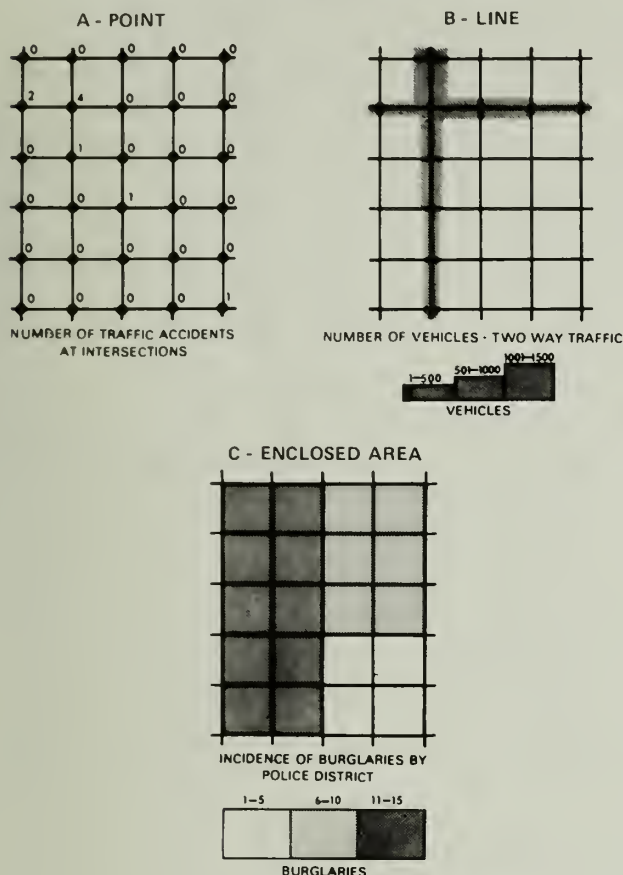 A - POINT
0 0 0 0 0
2 4 0 0 0
0 1 0 0 0
0 0 1 0 0
0 0 0 0 0
0 0 0 0 1
NUMBER OF TRAFFIC ACCIDENTS
AT INTERSECTIONS
B - LINE
NUMBER OF VEHICLES · TWO WAY TRAFFIC
1-500 501-1000 1001-1500
VEHICLES
C - ENCLOSED AREA
INCIDENCE OF BURGLARIES BY
POLICE DISTRICT
1-5 6-10 11-15
BURGLARIES